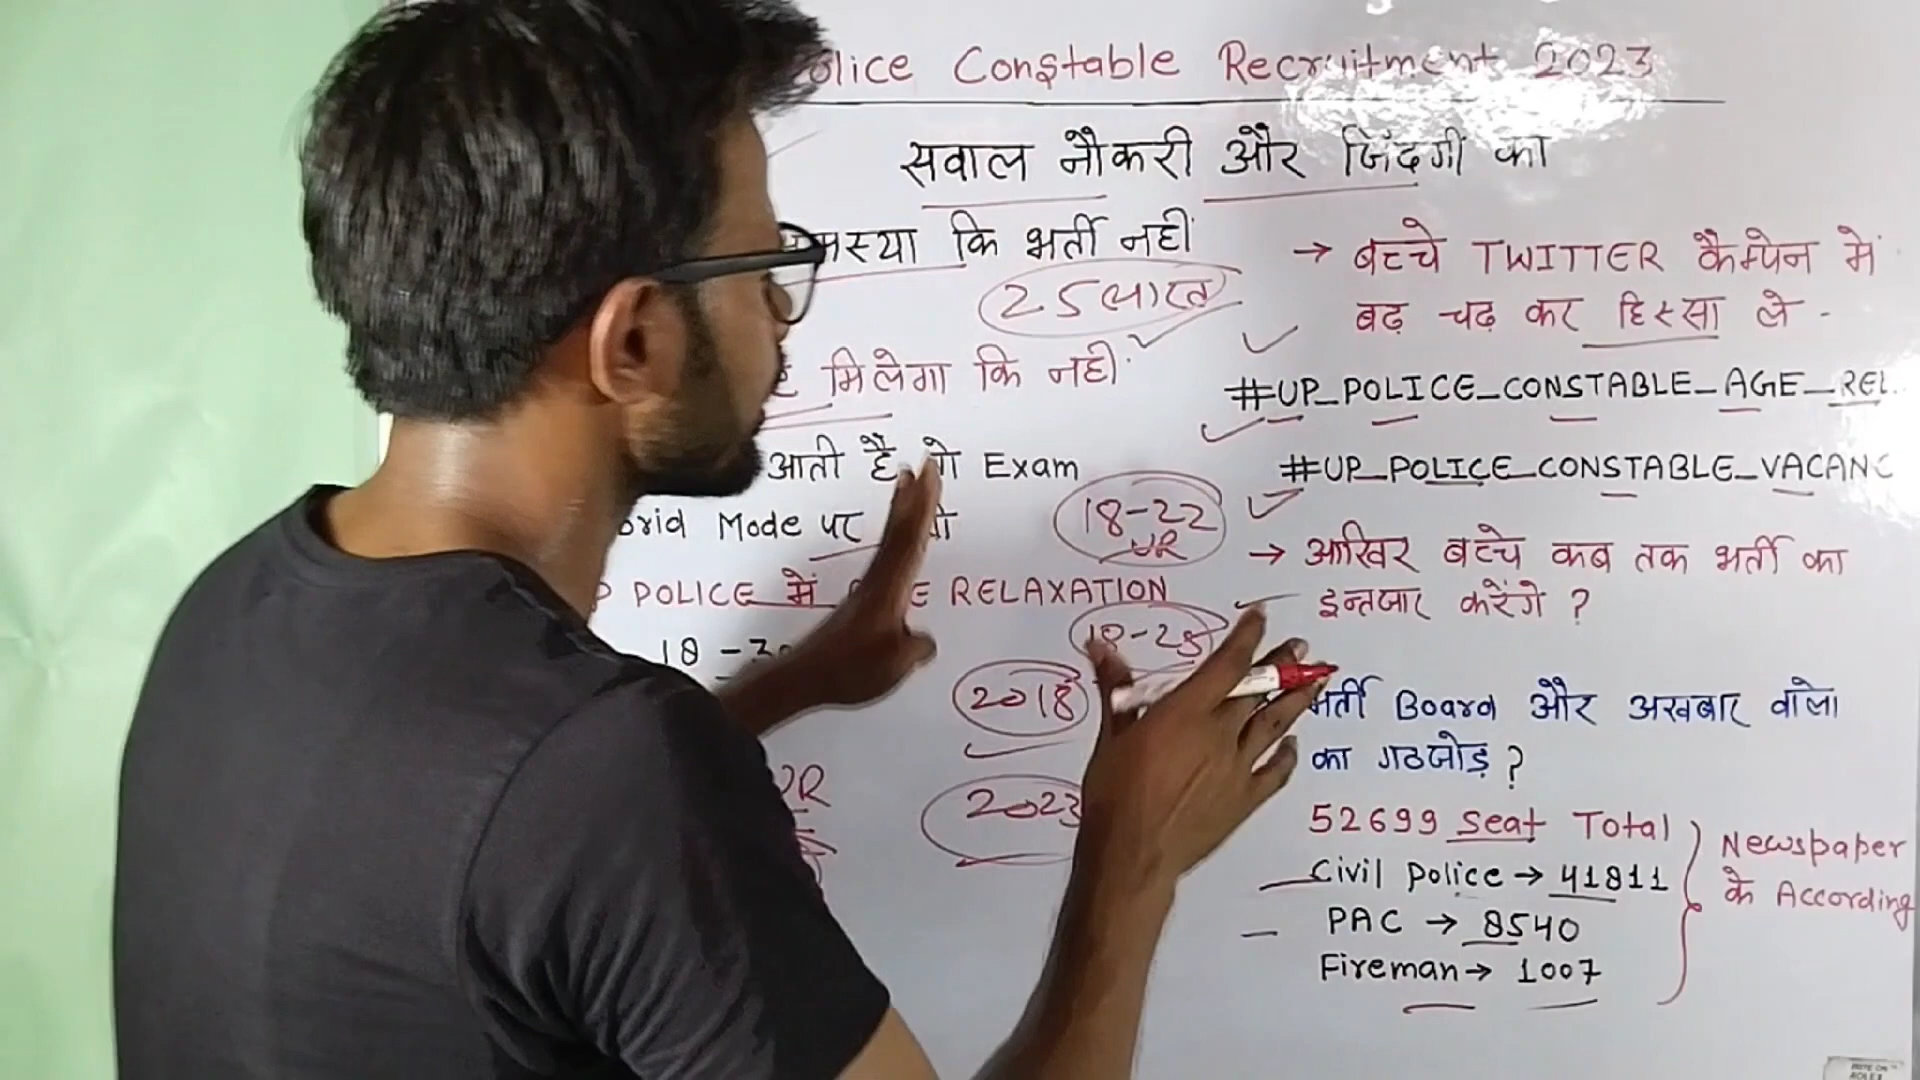 Police Constable Recruitment 2023
सवाल नौकरी और जिंदगी का
समस्या कि भर्ती नहीं
25 लाख
मिलेगा कि नहीं
आती है तो Exam
Mode पर
18-22
UR
POLICE में RELAXATION
18-25
18-
2018
UR
2023
→ बच्चे TWITTER कैम्पेन में
बढ़ चढ़ कर हिस्सा ले -
#UP_POLICE_CONSTABLE_AGE_REL
#UP_POLICE_CONSTABLE_VACANC
→ आखिर बच्चे कब तक भर्ती का
इन्तजार करेंगे ?
भर्ती Board और अखबार वालो
का गठजोड़ ?
52699 Seat Total
Civil Police → 41811
PAC → 8540
Fireman → 1007
Newspaper
के According